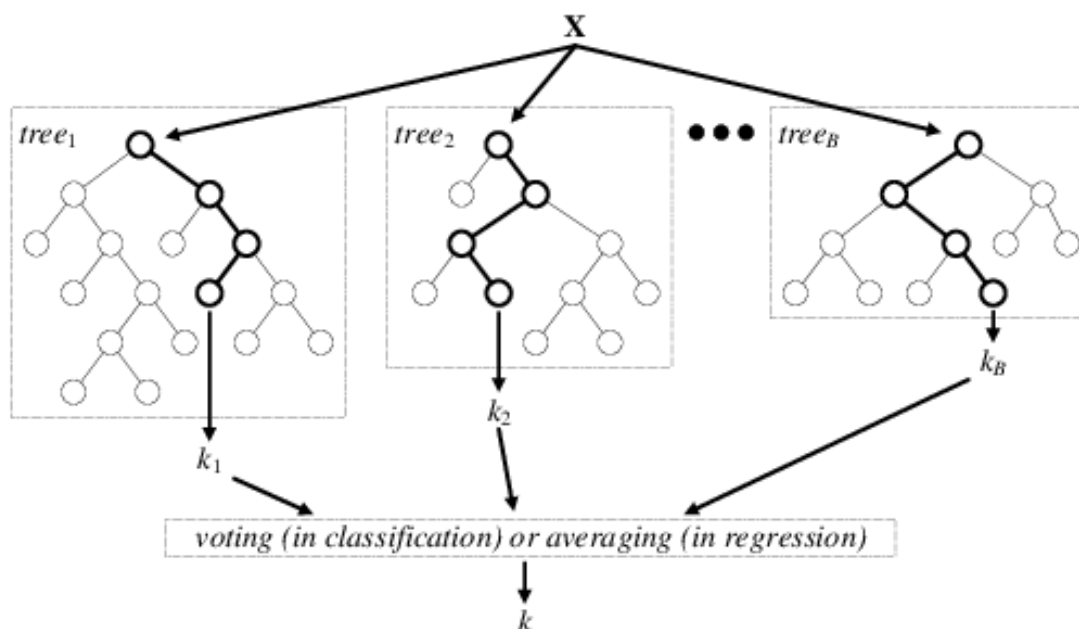 X
tree1
tree2
treeB
kB
k2
k1
voting (in classification) or averaging (in regression)
k